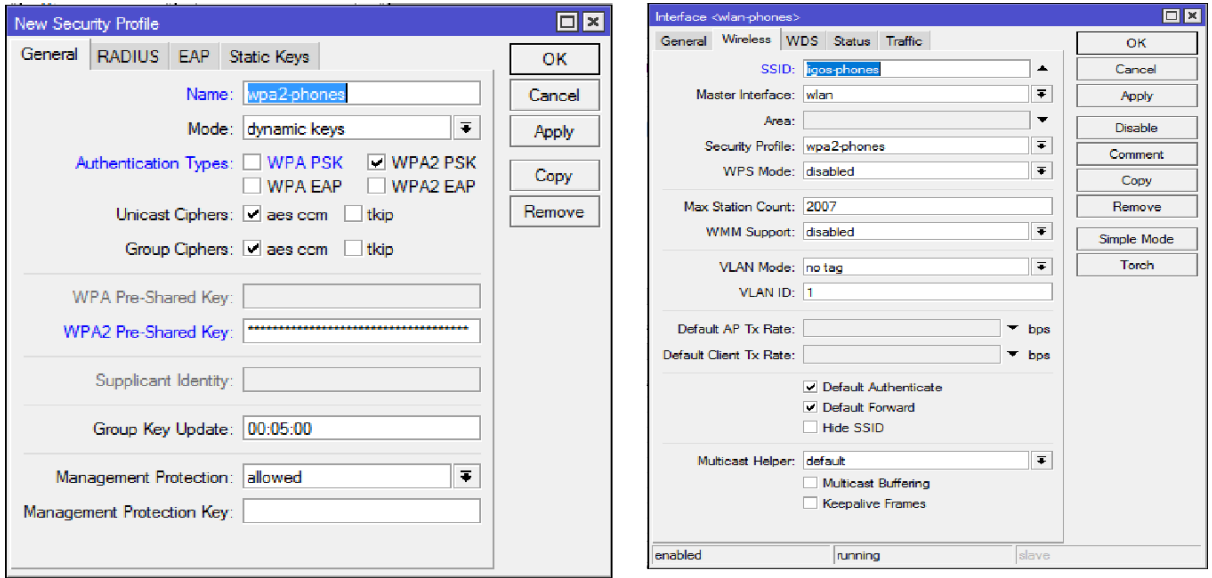 New Security Profile
General RADIUS EAP Static Keys
OK
Name: wpa2-phones
Cancel
Mode: dynamic keys
Apply
Authentication Types: WPA PSK WPA2 PSK
WPA EAP WPA2 EAP
Copy
Unicast Ciphers: aes ccm tkip
Remove
Group Ciphers: aes ccm tkip
WPA Pre-Shared Key:
WPA2 Pre-Shared Key:
Supplicant Identity:
Group Key Update: 00:05:00
Management Protection: allowed
Management Protection Key:
Interface <wlan-phones>
General Wireless WDS Status Traffic
OK
SSID: igos-phones
Cancel
Master Interface: wlan
Apply
Area:
Disable
Security Profile: wpa2-phones
Comment
WPS Mode: disabled
Copy
Max Station Count: 2007
Remove
WMM Support: disabled
Simple Mode
VLAN Mode: no tag
Torch
VLAN ID: 1
Default AP Tx Rate: bps
Default Client Tx Rate: bps
Default Authenticate
Default Forward
Hide SSID
Multicast Helper: default
Multicast Buffering
Keepalive Frames
enabled running slave